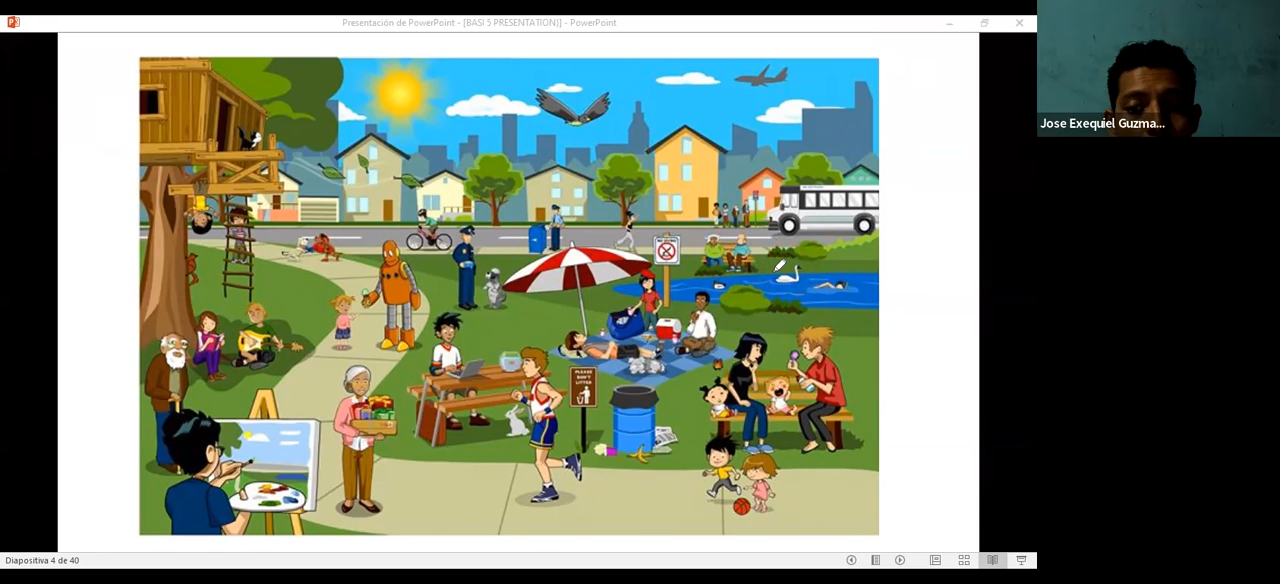 Presentación de PowerPoint - [BASI 5 PRESENTATION)] - PowerPoint
Jose Exequiel Guzma...
PLEASE
DON'T
LITTER
Diapositiva 4 de 40